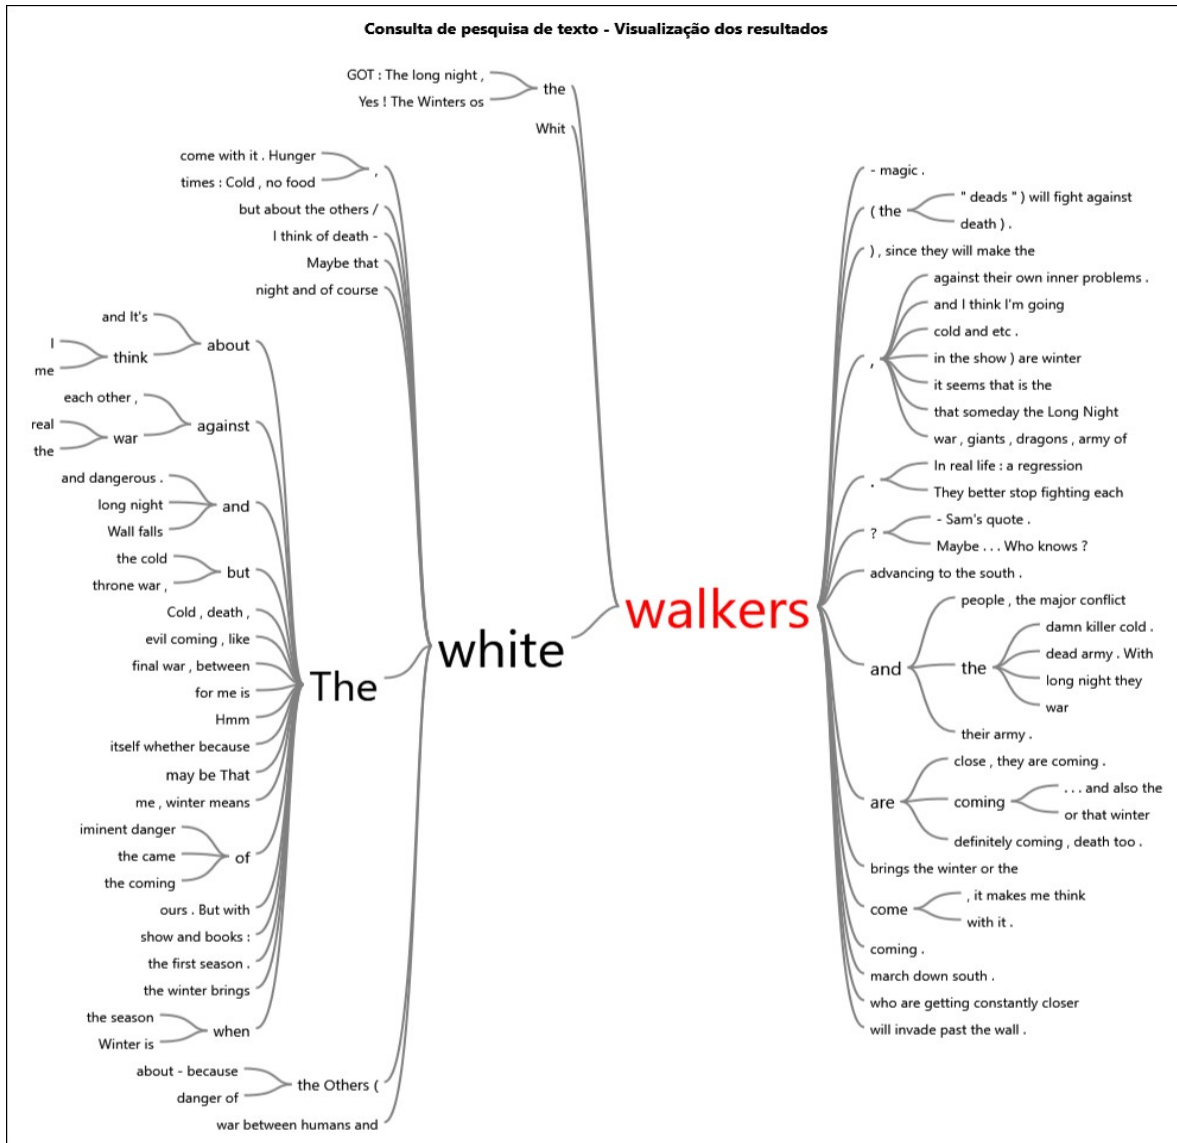 Consulta de pesquisa de texto - Visualização dos resultados
GOT : The long night ,
Yes ! The Winters os
the
Whit
come with it . Hunger
times : Cold , no food
,
but about the others /
I think of death -
Maybe that
night and of course
and It's
I
me
think
about
each other ,
real
the
war
against
and dangerous .
long night
Wall falls
and
the cold
throne war ,
but
Cold , death ,
evil coming , like
final war , between
for me is
Hmm
itself whether because
may be That
me , winter means
iminent danger
the came
the coming
of
ours . But with
show and books :
the first season .
the winter brings
the season
Winter is
when
The
about - because
danger of
the Others (
war between humans and
white
walkers
- magic .
( the
" deads " ) will fight against
death ) .
) , since they will make the
,
against their own inner problems .
and I think I'm going
cold and etc .
in the show ) are winter
it seems that is the
that someday the Long Night
war , giants , dragons , army of
.
In real life : a regression
They better stop fighting each
?
- Sam's quote .
Maybe . . . Who knows ?
advancing to the south .
and
people , the major conflict
the
damn killer cold .
dead army . With
long night they
war
their army .
are
close , they are coming .
coming
. . . and also the
or that winter
definitely coming , death too .
brings the winter or the
come
, it makes me think
with it .
coming .
march down south .
who are getting constantly closer
will invade past the wall .